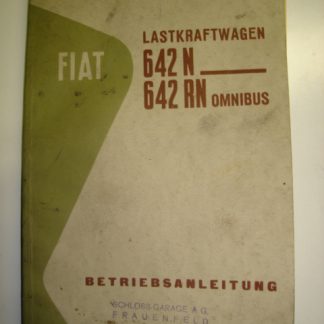 FIAT
LASTKRAFTWAGEN
642 N
642 RN OMNIBUS
BETRIEBSANLEITUNG
SCHLOSS-GARAGE A.G.
FRAUENFELD